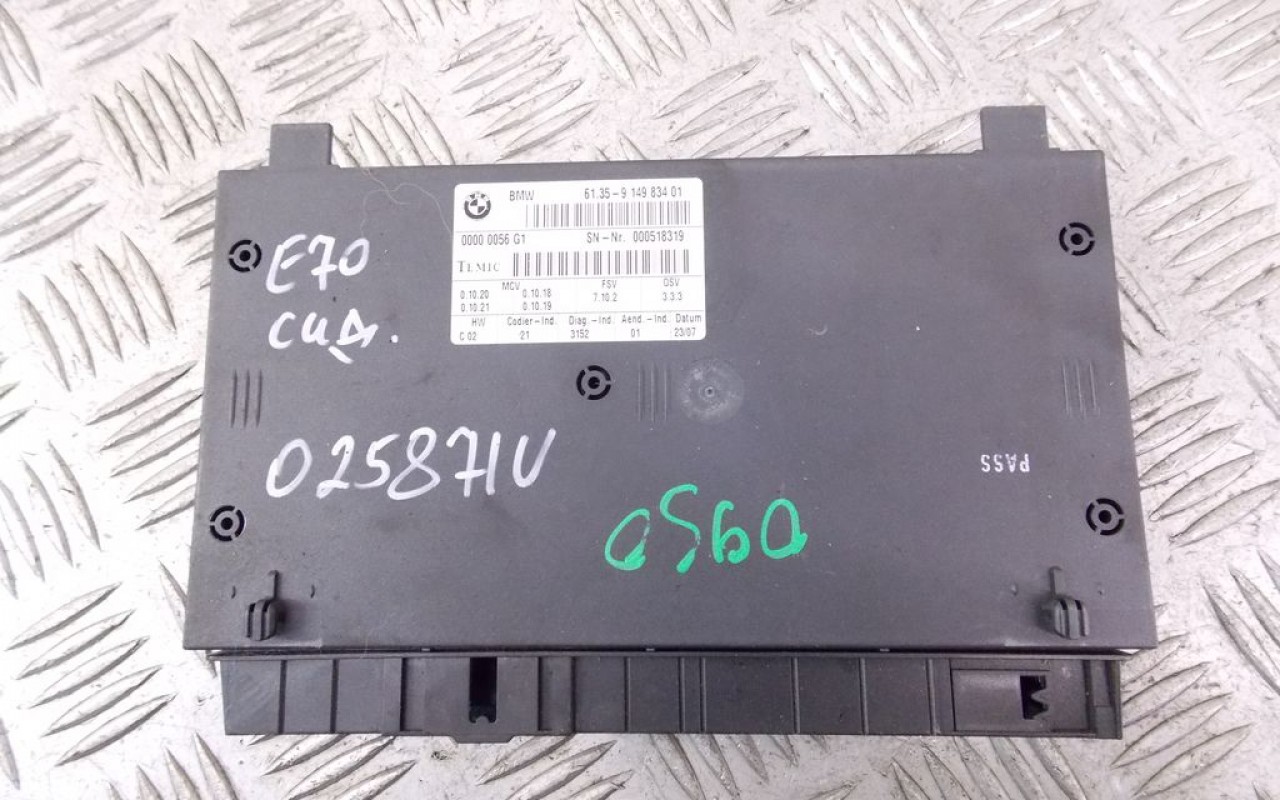 BMW 61.35-9 149 834 01
0000 0056 G1 SN-Nr. 000518319
TEMIC
MCV FSV OSV
0.10.20 0.10.18 7.10.2 3.3.3
0.10.21 0.10.19
HW Codier-Ind. Diag.-Ind. Aend.-Ind. Datum
C 02 21 3152 01 23/07
E70
сид.
025871U
PASS